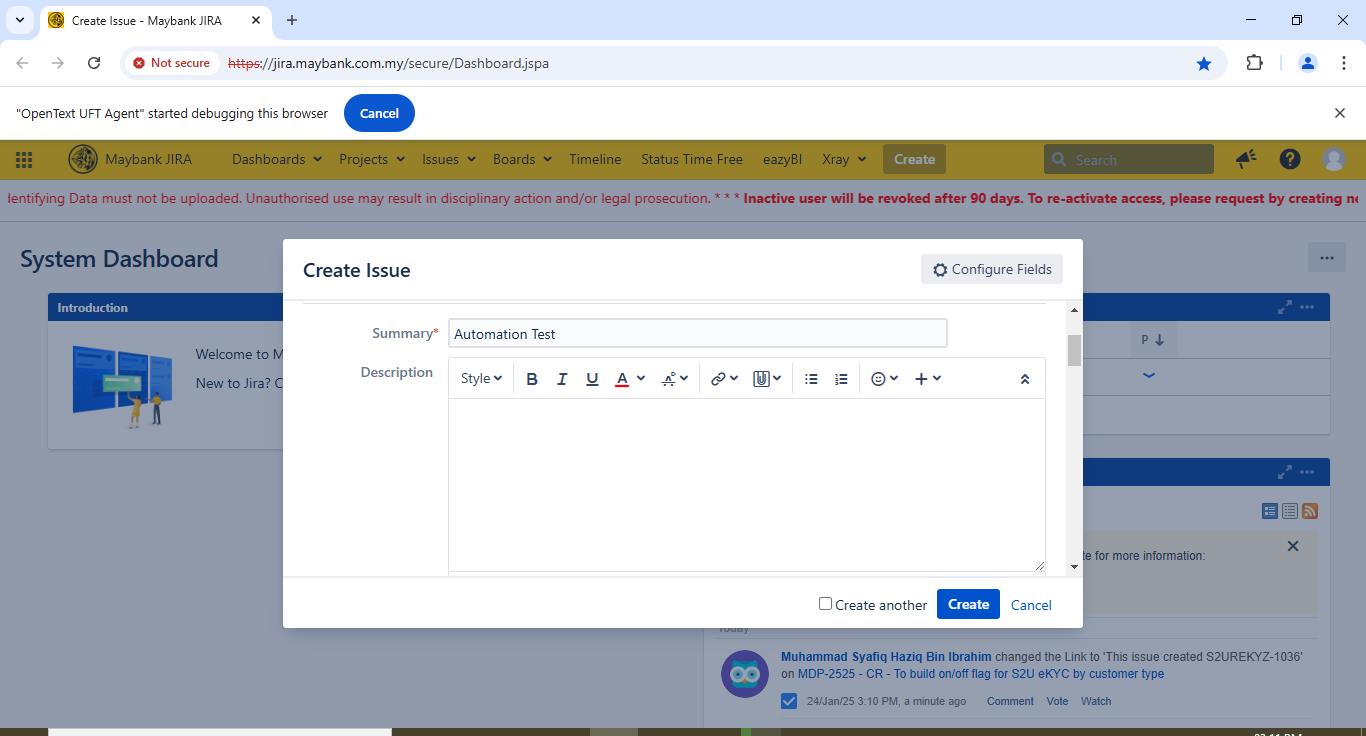 Create Issue - Maybank JIRA
Not secure https://jira.maybank.com.my/secure/Dashboard.jspa
"OpenText UFT Agent" started debugging this browser Cancel
Maybank JIRA Dashboards Projects Issues Boards Timeline Status Time Free eazyBI Xray Create Search
dentifying Data must not be uploaded. Unauthorised use may result in disciplinary action and/or legal prosecution. * * * Inactive user will be revoked after 90 days. To re-activate access, please request by creating
System Dashboard
Create Issue Configure Fields
Introduction
Summary* Automation Test
P
Welcome to M
Description Style B I U A
New to Jira? C
te for more information:
Create another Create Cancel
Today
Muhammad Syafiq Haziq Bin Ibrahim changed the Link to 'This issue created S2UREKYZ-1036'
on MDP-2525 - CR - To build on/off flag for S2U eKYC by customer type
24/Jan/25 3:10 PM, a minute ago Comment Vote Watch